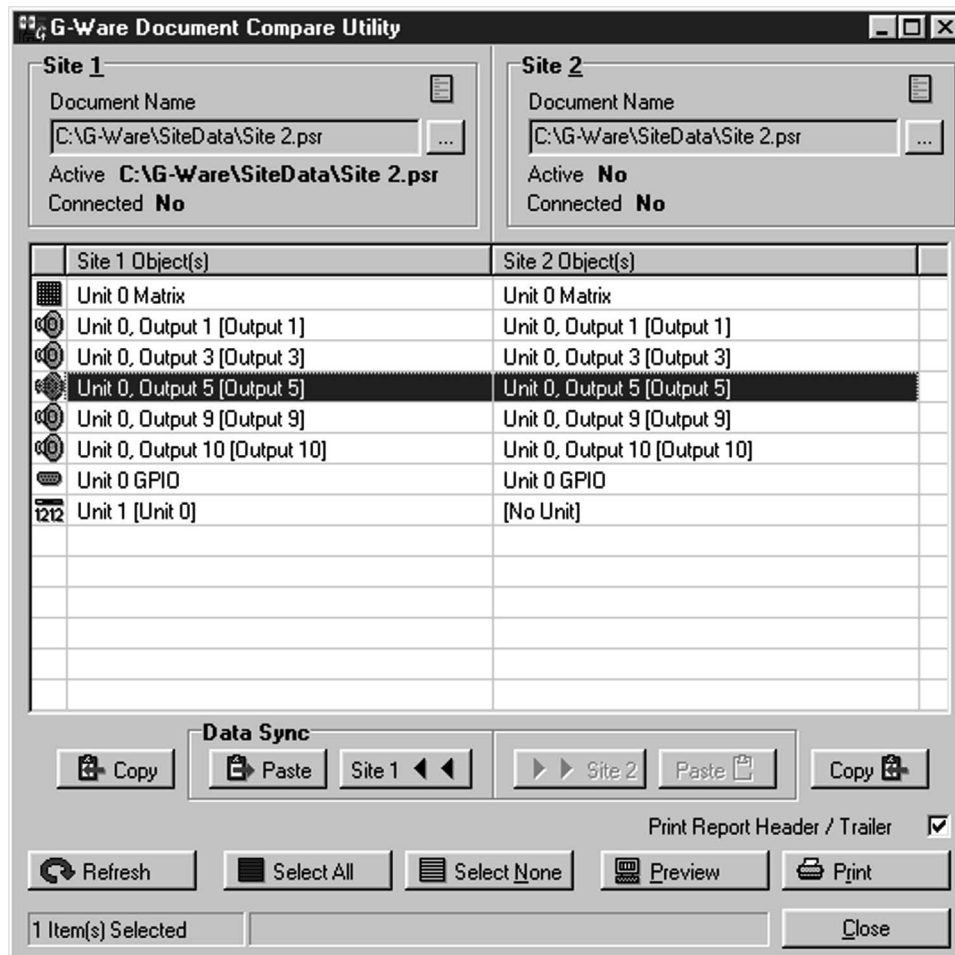 G-Ware Document Compare Utility
Site 1
Document Name
C:\G-Ware\SiteData\Site 2.psr
...
Active C:\G-Ware\SiteData\Site 2.psr
Connected No
Site 2
Document Name
C:\G-Ware\SiteData\Site 2.psr
...
Active No
Connected No
Site 1 Object(s) Site 2 Object(s)
Unit 0 Matrix Unit 0 Matrix
Unit 0, Output 1 [Output 1] Unit 0, Output 1 [Output 1]
Unit 0, Output 3 [Output 3] Unit 0, Output 3 [Output 3]
Unit 0, Output 5 [Output 5] Unit 0, Output 5 [Output 5]
Unit 0, Output 9 [Output 9] Unit 0, Output 9 [Output 9]
Unit 0, Output 10 [Output 10] Unit 0, Output 10 [Output 10]
Unit 0 GPIO Unit 0 GPIO
1212 Unit 1 [Unit 0] [No Unit]
Data Sync
Copy Paste Site 1 Site 2 Paste Copy
Print Report Header / Trailer
Refresh Select All Select None Preview Print
1 Item(s) Selected Close